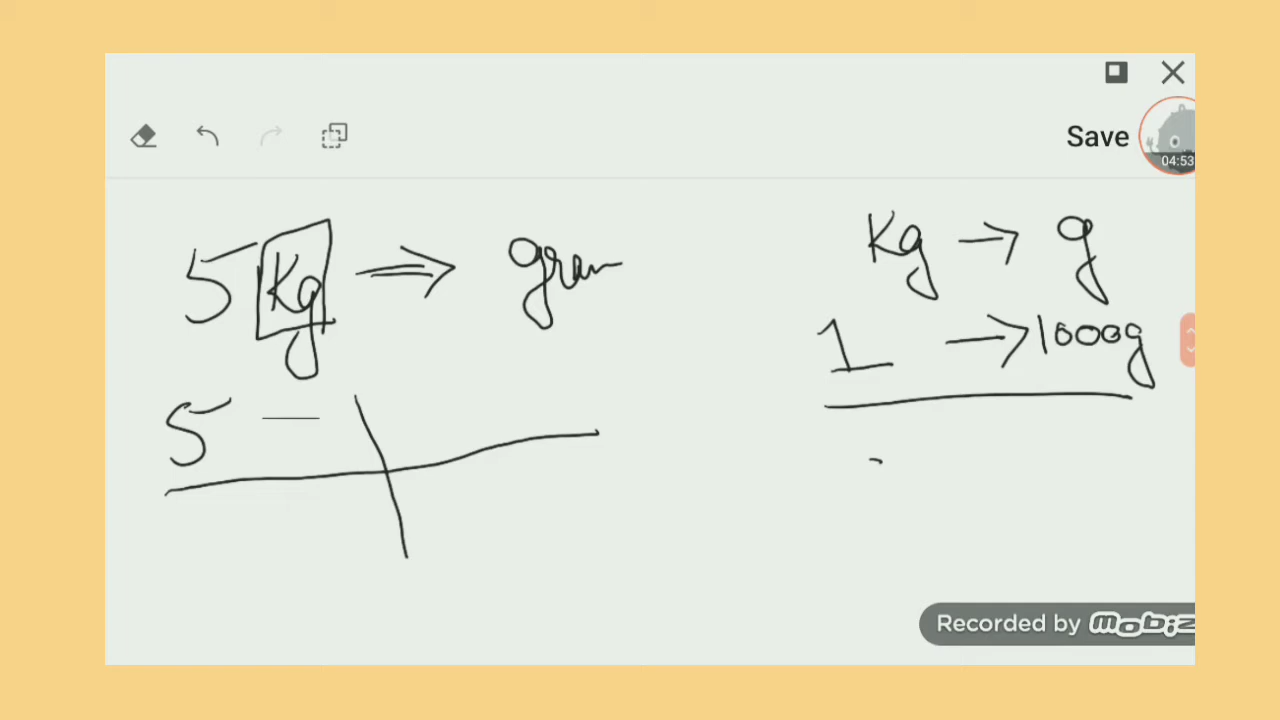 Save
04:53
5 Kg ⇒ gram
Kg → g
1 → 1000g
5 —
Recorded by mobiz